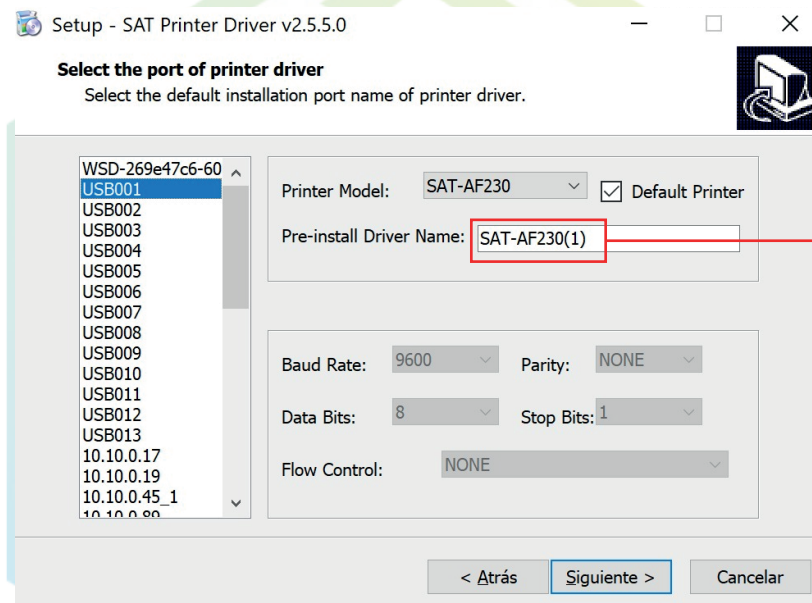 Setup - SAT Printer Driver v2.5.5.0
Select the port of printer driver
Select the default installation port name of printer driver.
WSD-269e47c6-60
USB001
USB002
USB003
USB004
USB005
USB006
USB007
USB008
USB009
USB010
USB011
USB012
USB013
10.10.0.17
10.10.0.19
10.10.0.45_1
10.10.0.89
Printer Model: SAT-AF230 Default Printer
Pre-install Driver Name: SAT-AF230(1)
Baud Rate: 9600 Parity: NONE
Data Bits: 8 Stop Bits: 1
Flow Control: NONE
< Atrás Siguiente > Cancelar